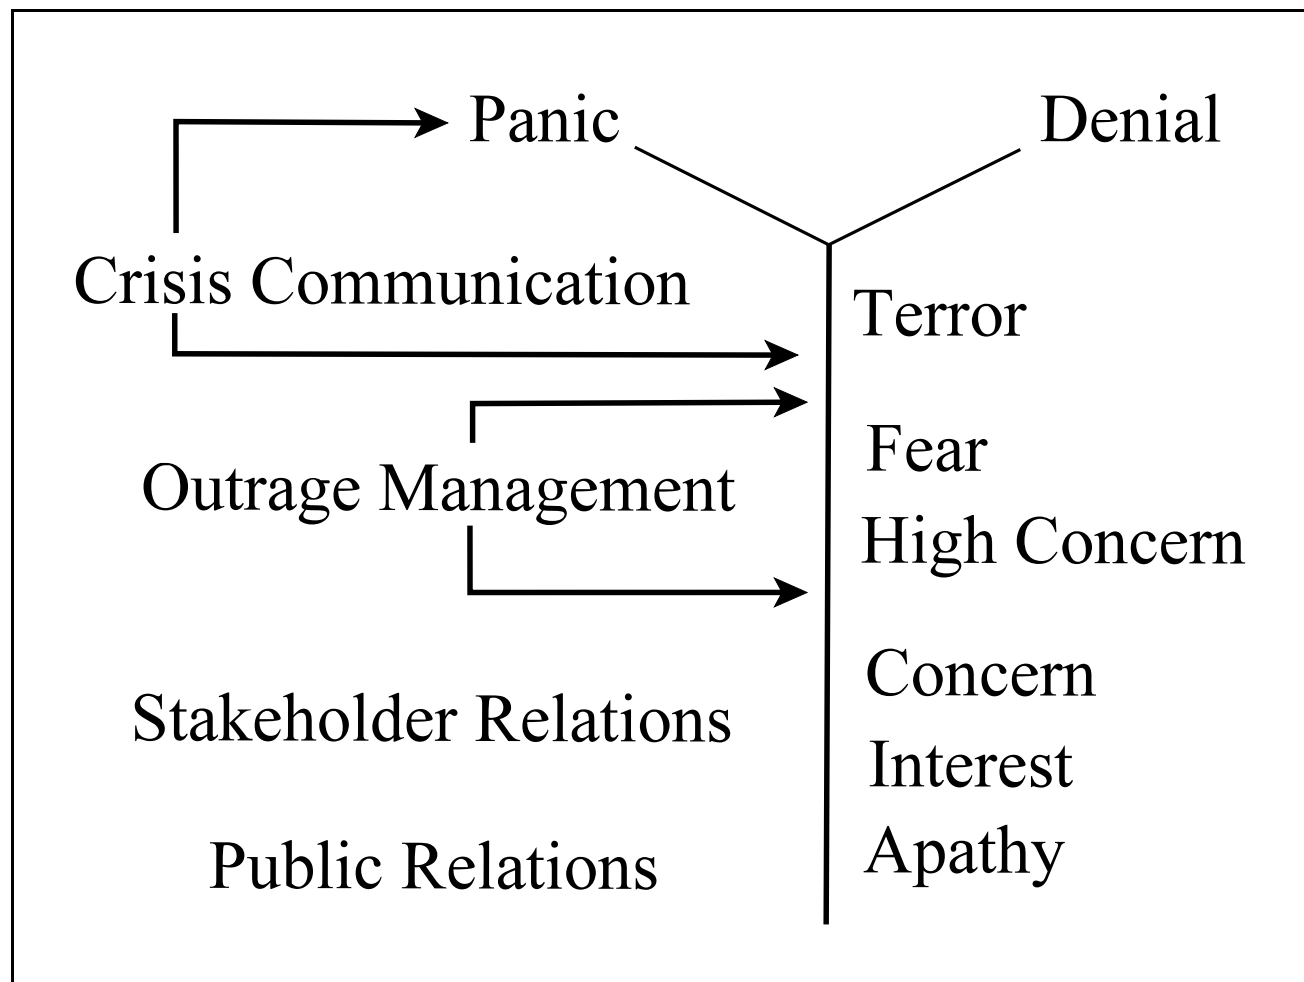 Panic
Denial
Crisis Communication
Terror
Outrage Management
Fear
High Concern
Stakeholder Relations
Concern
Interest
Public Relations
Apathy